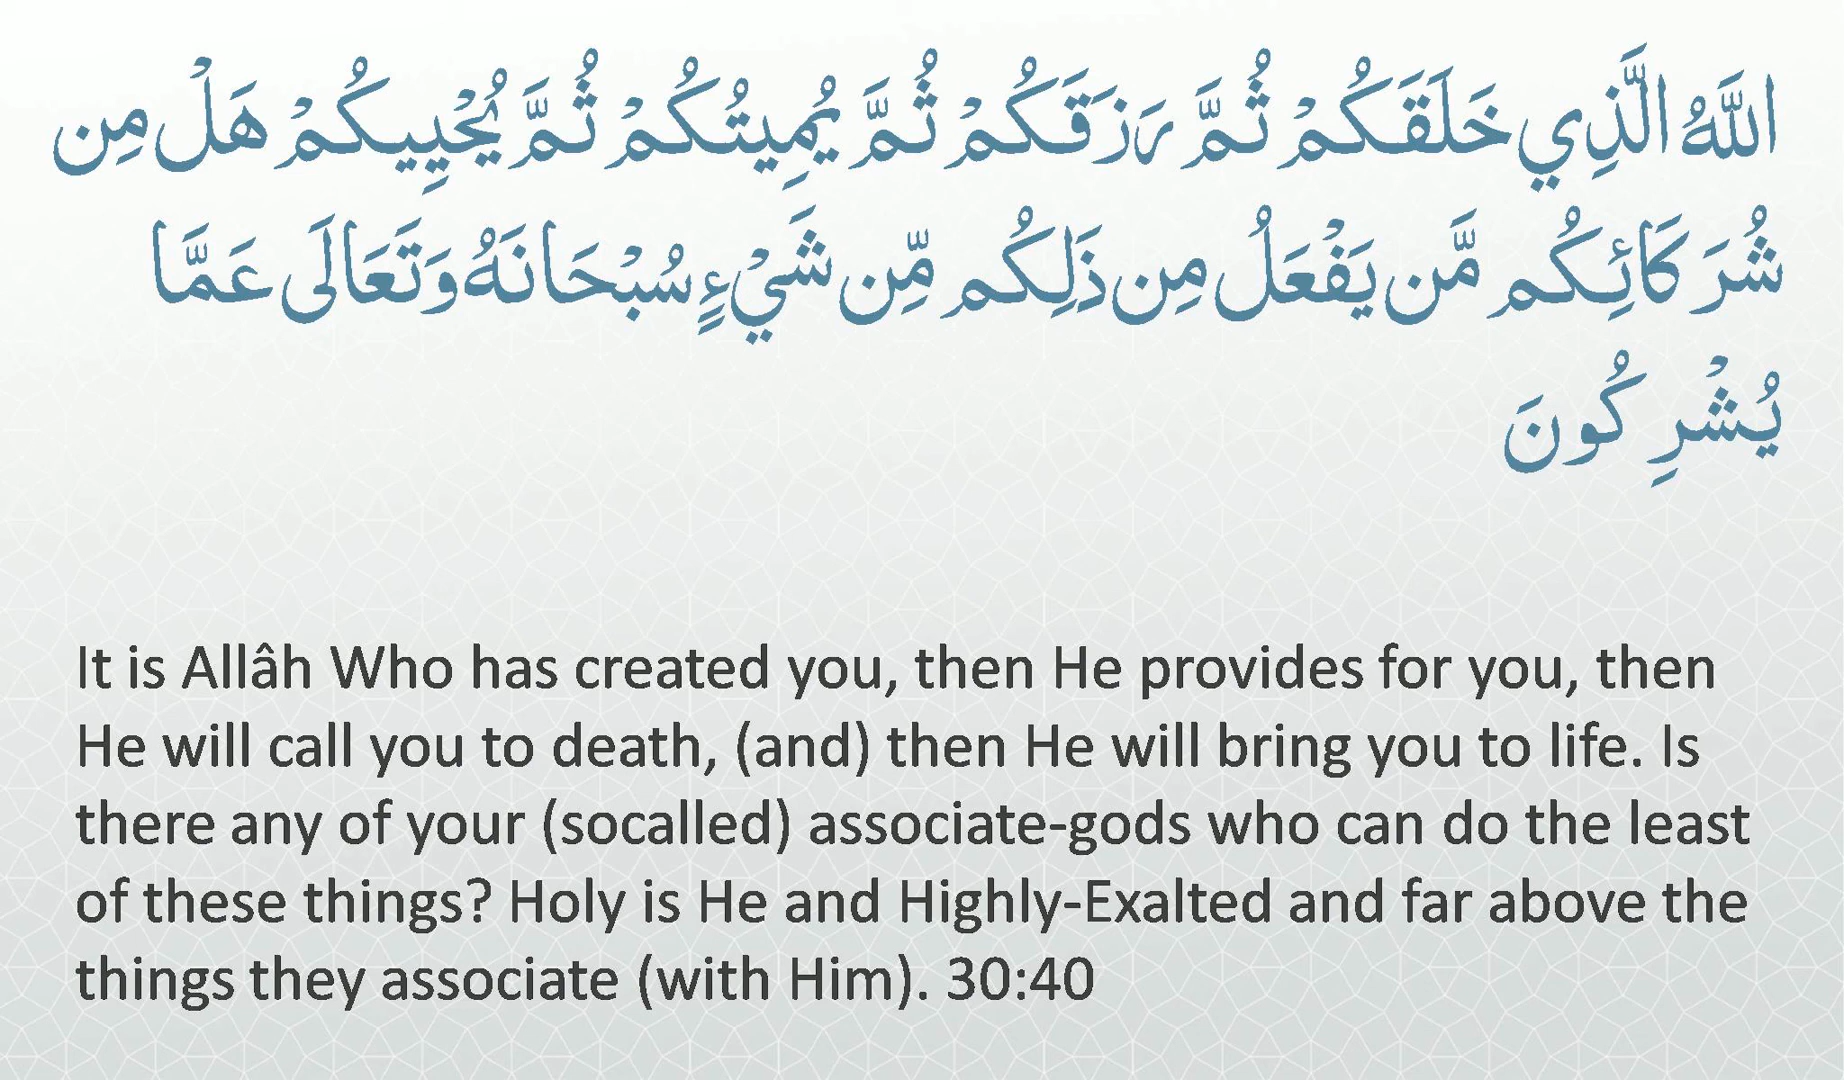 اللَّهُ الَّذِي خَلَقَكُمْ ثُمَّ رَزَقَكُمْ ثُمَّ يُمِيتُكُمْ ثُمَّ يُحْيِيكُمْ هَلْ مِن
شُرَكَائِكُم مَّن يَفْعَلُ مِن ذَلِكُم مِّن شَيْءٍ سُبْحَانَهُ وَتَعَالَى عَمَّا
يُشْرِكُونَ
It is Allâh Who has created you, then He provides for you, then
He will call you to death, (and) then He will bring you to life. Is
there any of your (socalled) associate-gods who can do the least
of these things? Holy is He and Highly-Exalted and far above the
things they associate (with Him). 30:40